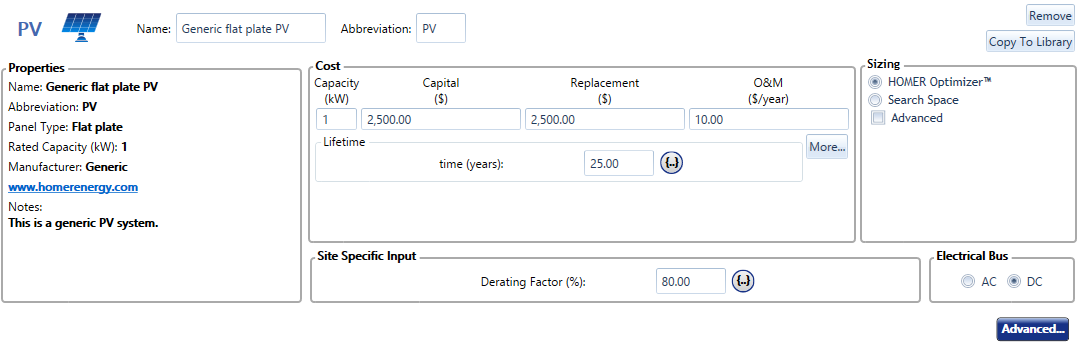 PV
Name: Generic flat plate PV Abbreviation: PV
Remove
Copy To Library
Properties
Name: Generic flat plate PV
Abbreviation: PV
Panel Type: Flat plate
Rated Capacity (kW): 1
Manufacturer: Generic
www.homerenergy.com
Notes:
This is a generic PV system.
Cost
Capacity Capital Replacement O&M
(kW) ($) ($) ($/year)
1 2,500.00 2,500.00 10.00
Lifetime
time (years): 25.00 {..}
More...
Sizing
HOMER Optimizer™
Search Space
Advanced
Site Specific Input
Derating Factor (%): 80.00 {..}
Electrical Bus
AC DC
Advanced...